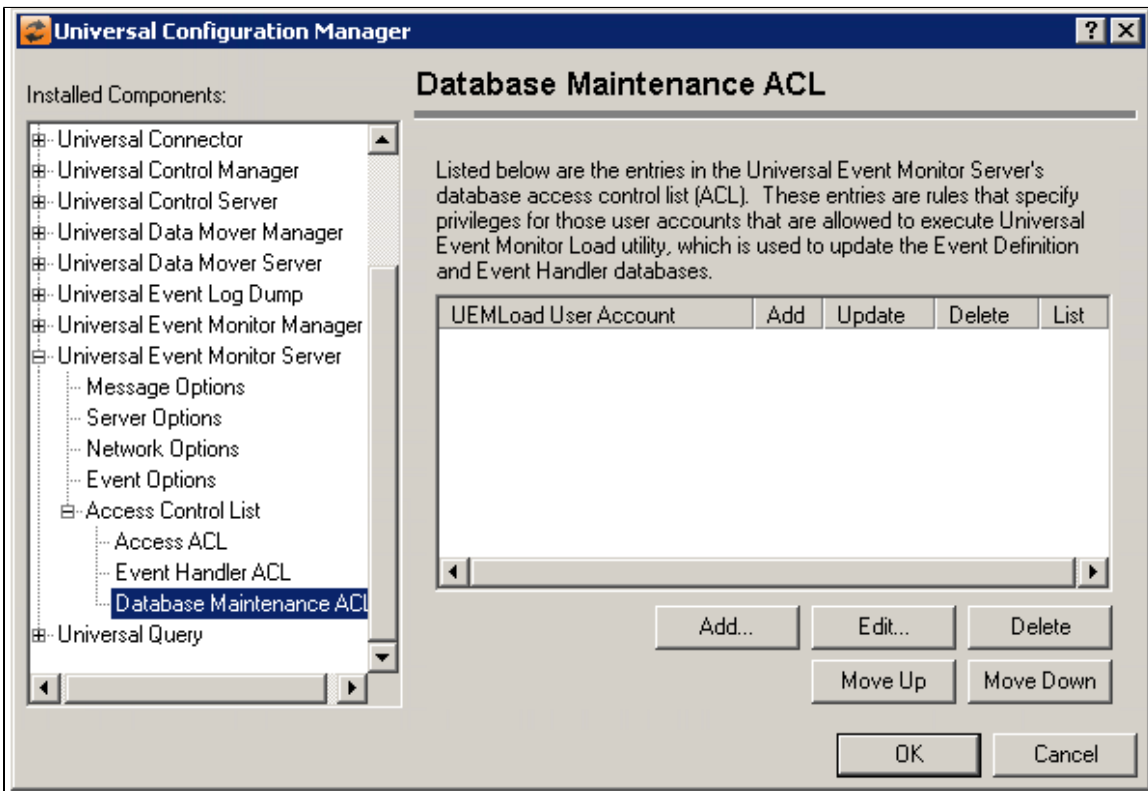 Universal Configuration Manager
Installed Components:
Universal Connector
Universal Control Manager
Universal Control Server
Universal Data Mover Manager
Universal Data Mover Server
Universal Event Log Dump
Universal Event Monitor Manager
Universal Event Monitor Server
Message Options
Server Options
Network Options
Event Options
Access Control List
Access ACL
Event Handler ACL
Database Maintenance ACL
Universal Query
Database Maintenance ACL
Listed below are the entries in the Universal Event Monitor Server's
database access control list (ACL).  These entries are rules that specify
privileges for those user accounts that are allowed to execute Universal
Event Monitor Load utility, which is used to update the Event Definition
and Event Handler databases.
UEMLoad User Account Add Update Delete List
Add... Edit... Delete
Move Up Move Down
OK Cancel